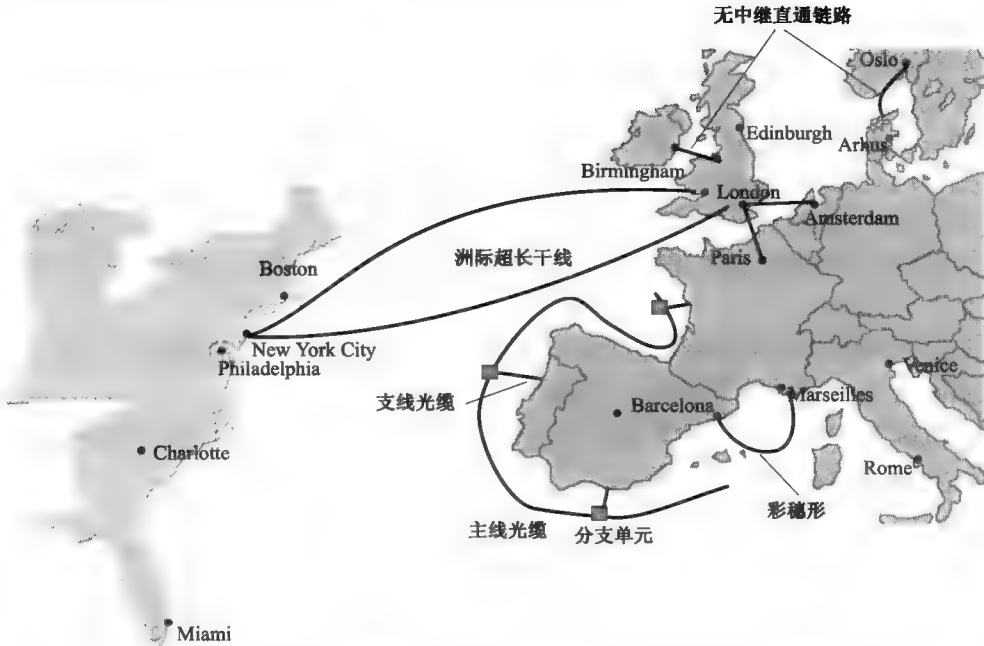 无中继直通链路
Oslo
Edinburgh
Arhus
Birmingham
London
Amsterdam
洲际超长干线
Paris
Boston
New York City
Philadelphia
Venice
支线光缆
Marseilles
Barcelona
Charlotte
Rome
彩穗形
主线光缆
分支单元
Miami